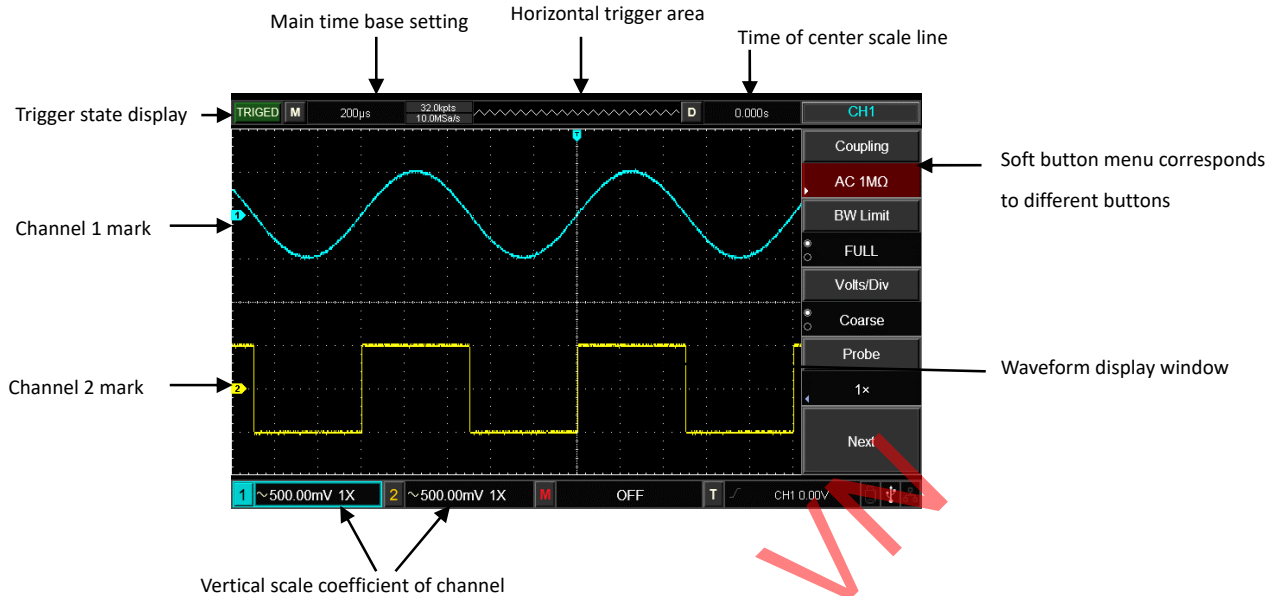 Main time base setting
Horizontal trigger area
Time of center scale line
Trigger state display
TRIGED M 200μs 32.0kpts 10.0MSa/s D 0.000s CH1
T
Coupling
Soft button menu corresponds
to different buttons
AC 1MΩ
1
Channel 1 mark
BW Limit
FULL
Volts/Div
Coarse
Probe
Waveform display window
Channel 2 mark
2
1×
Next
1 ~500.00mV 1X 2 ~500.00mV 1X M OFF T CH1 0.00V
VN
Vertical scale coefficient of channel